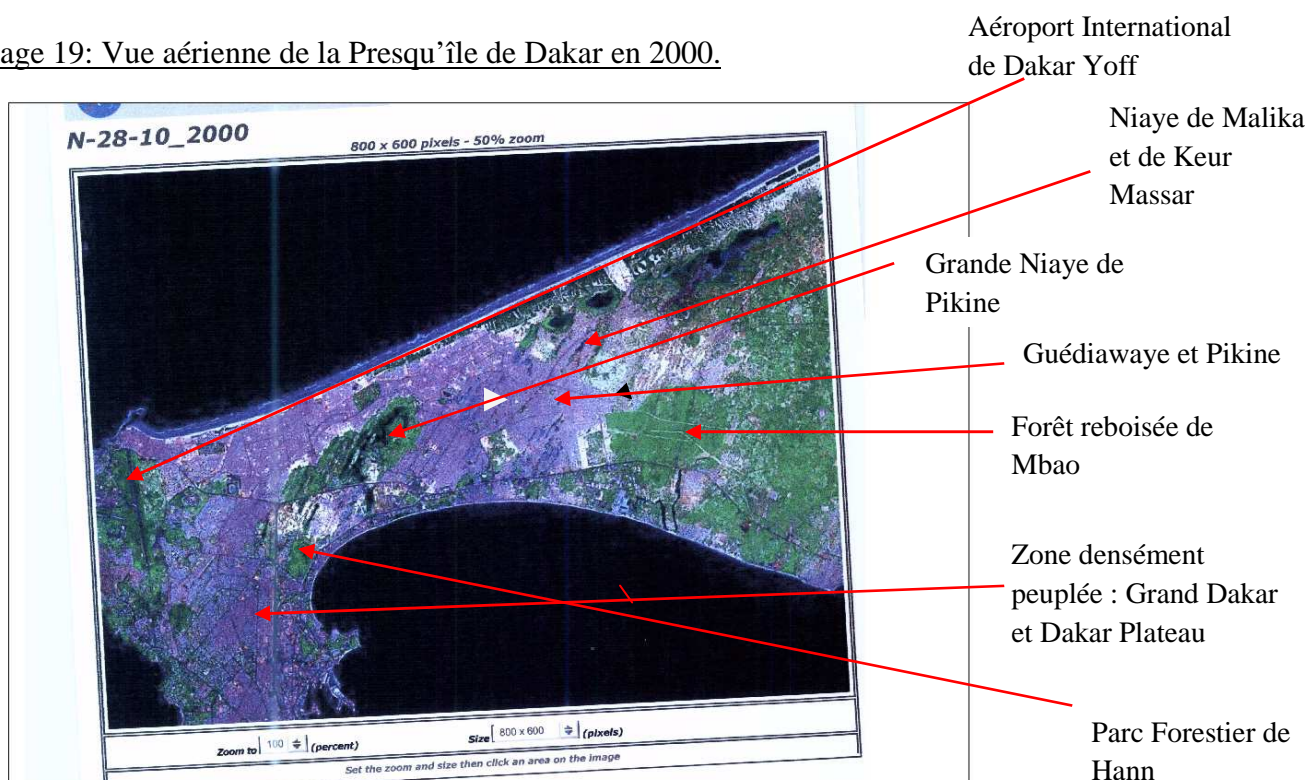 age 19: Vue aérienne de la Presqu'île de Dakar en 2000.
Aéroport International
de Dakar Yoff
N-28-10_2000
800 x 600 pixels - 50% zoom
Niaye de Malika
et de Keur
Massar
Grande Niaye de
Pikine
Guédiawaye et Pikine
Forêt reboisée de
Mbao
Zone densément
peuplée : Grand Dakar
et Dakar Plateau
Parc Forestier de
Hann
Zoom to 100 (percent)
Size 800 x 600 (pixels)
Set the zoom and size then click an area on the image